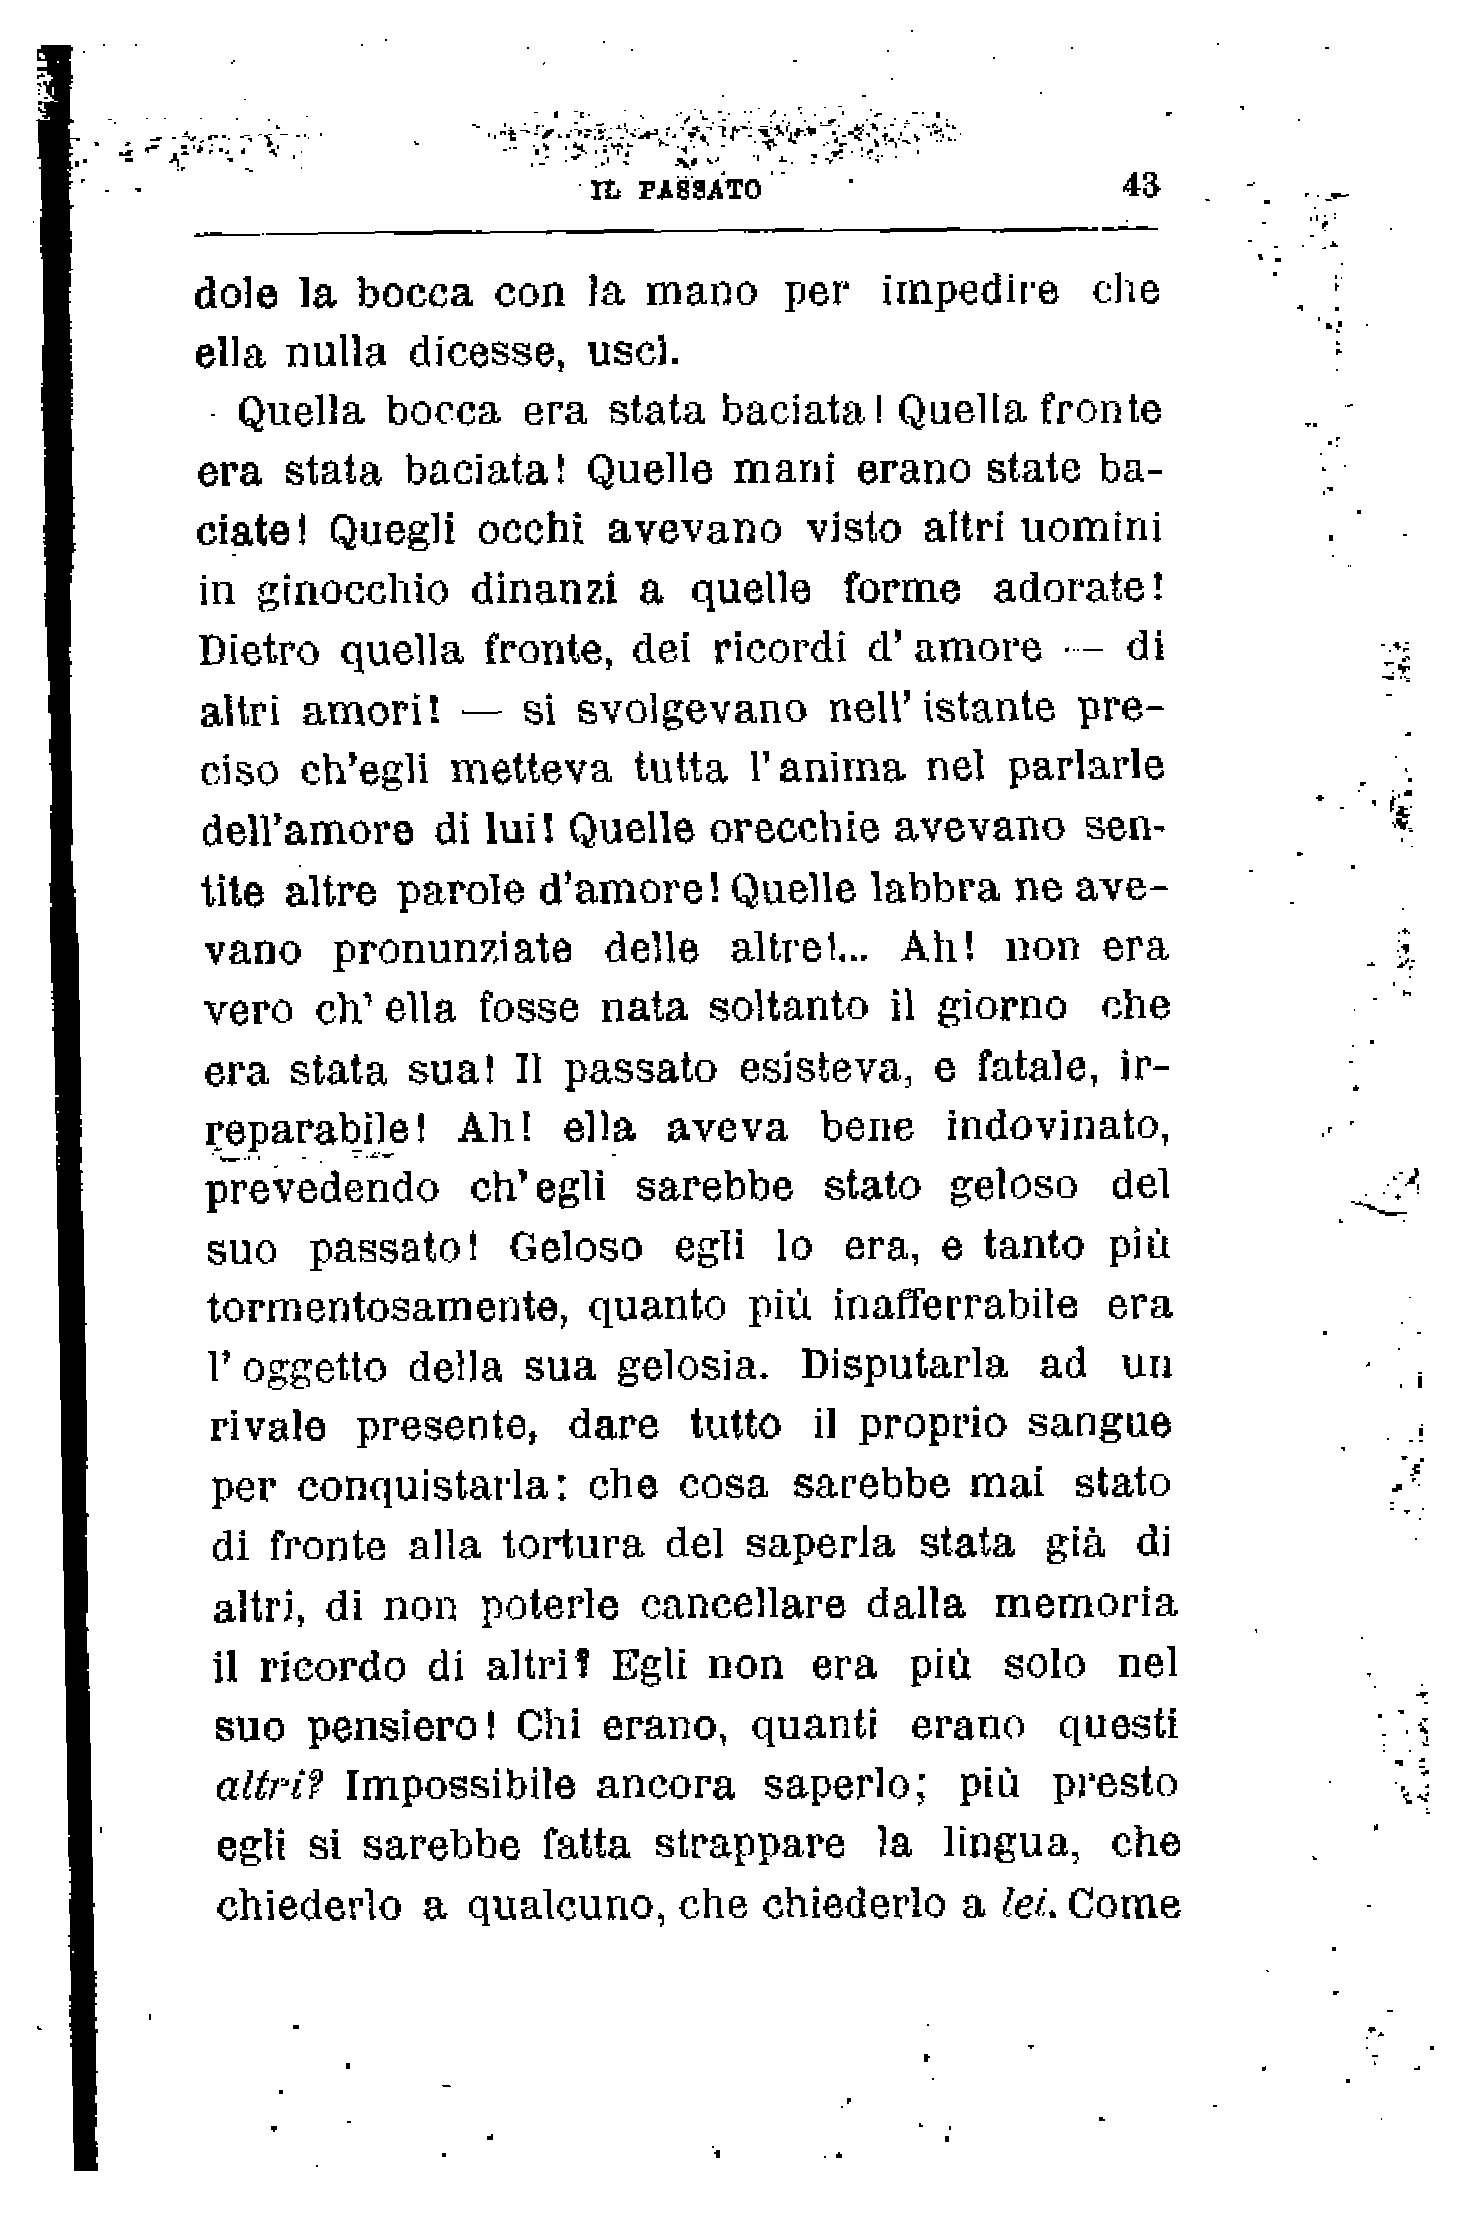 IL PASSATO 43
dole la bocca con la mano per impedire che
ella nulla dicesse, uscì.
Quella bocca era stata baciata! Quella fronte
era stata baciata! Quelle mani erano state ba-
ciate! Quegli occhi avevano visto altri uomini
in ginocchio dinanzi a quelle forme adorate!
Dietro quella fronte, dei ricordi d' amore — di
altri amori! — si svolgevano nell' istante pre-
ciso ch'egli metteva tutta l'anima nel parlarle
dell'amore di lui! Quelle orecchie avevano sen-
tite altre parole d'amore! Quelle labbra ne ave-
vano pronunziate delle altre!... Ah! non era
vero ch' ella fosse nata soltanto il giorno che
era stata sua! Il passato esisteva, e fatale, ir-
reparabile! Ah! ella aveva bene indovinato,
prevedendo ch'egli sarebbe stato geloso del
suo passato! Geloso egli lo era, e tanto più
tormentosamente, quanto più inafferrabile era
l' oggetto della sua gelosia. Disputarla ad un
rivale presente, dare tutto il proprio sangue
per conquistarla: che cosa sarebbe mai stato
di fronte alla tortura del saperla stata già di
altri, di non poterle cancellare dalla memoria
il ricordo di altri? Egli non era più solo nel
suo pensiero! Chi erano, quanti erano questi
altri? Impossibile ancora saperlo; più presto
egli si sarebbe fatta strappare la lingua, che
chiederlo a qualcuno, che chiederlo a lei. Come